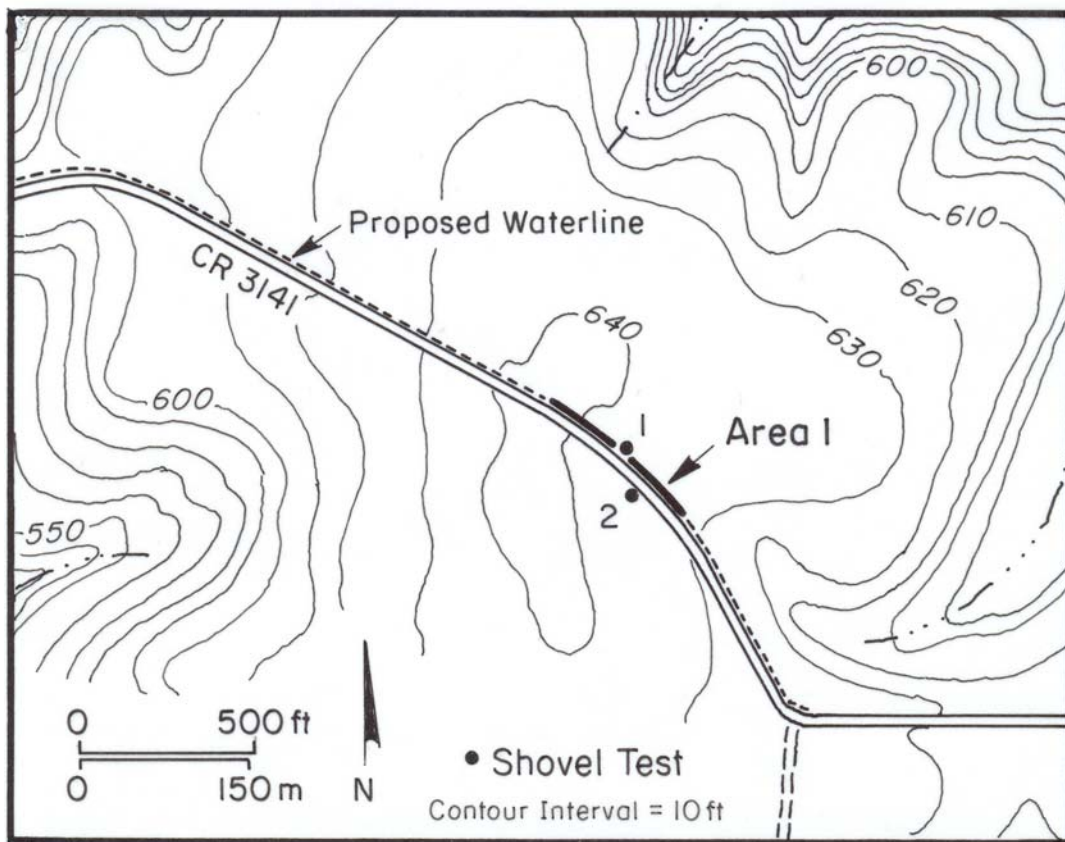 600
610
Proposed Waterline
CR 3141
620
640
630
600
1
Area 1
2
550
0 500 ft
0 150 m
N
Shovel Test
Contour Interval = 10 ft